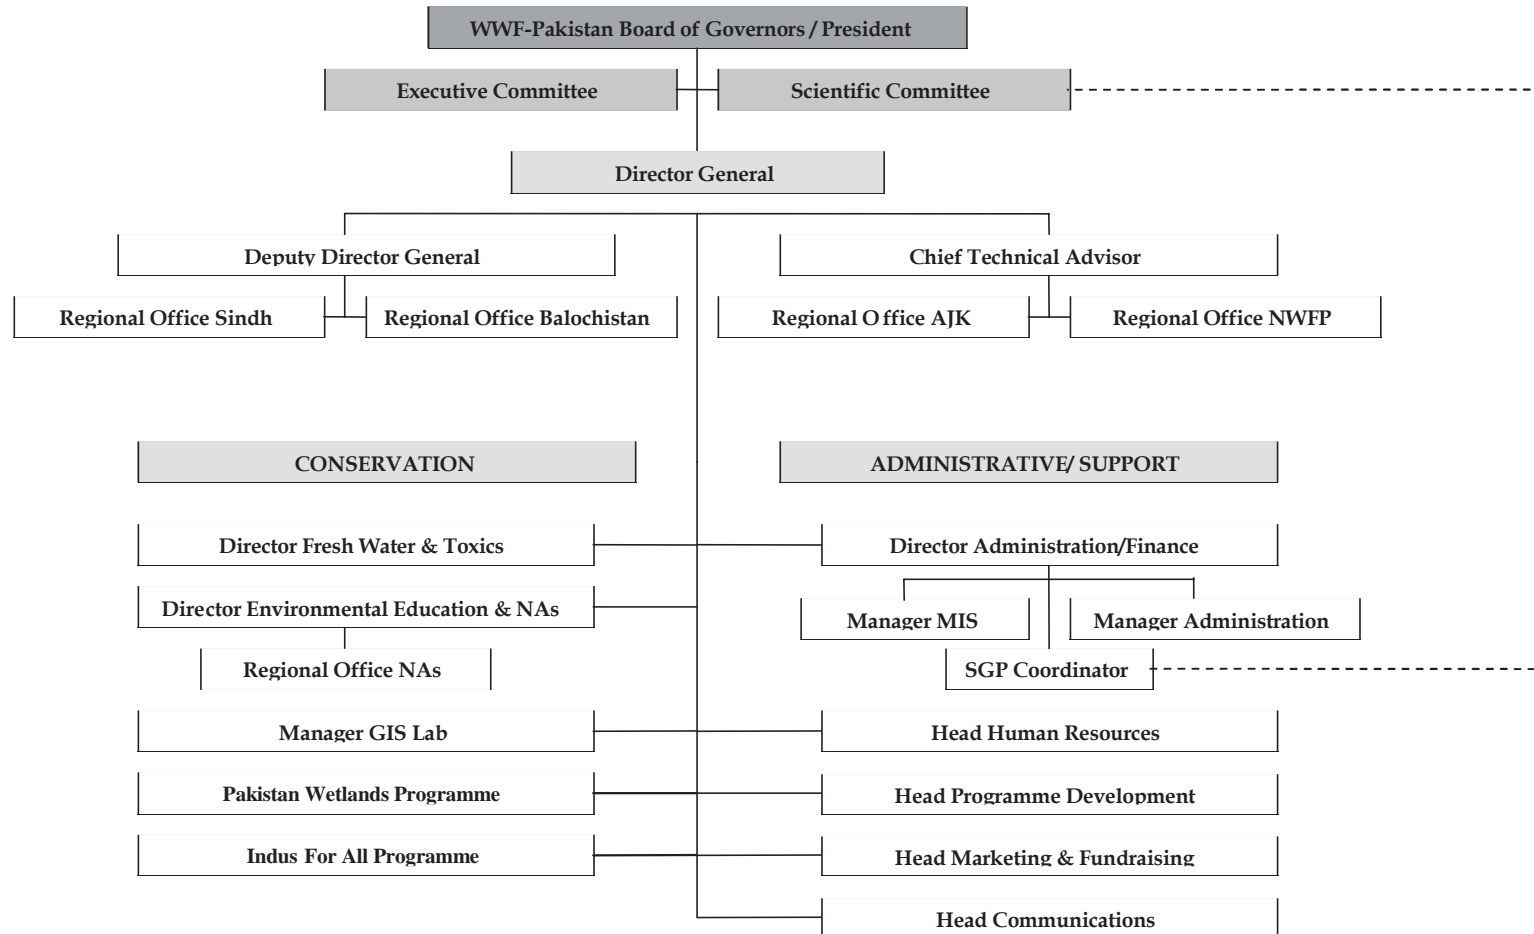 WWF-Pakistan Board of Governors / President
Executive Committee
Scientific Committee
Director General
Deputy Director General
Chief Technical Advisor
Regional Office Sindh
Regional Office Balochistan
Regional Office AJK
Regional Office NWFP
CONSERVATION
ADMINISTRATIVE/ SUPPORT
Director Fresh Water & Toxics
Director Administration/Finance
Director Environmental Education & NAs
Manager MIS
Manager Administration
Regional Office NAs
SGP Coordinator
Manager GIS Lab
Head Human Resources
Pakistan Wetlands Programme
Head Programme Development
Indus For All Programme
Head Marketing & Fundraising
Head Communications